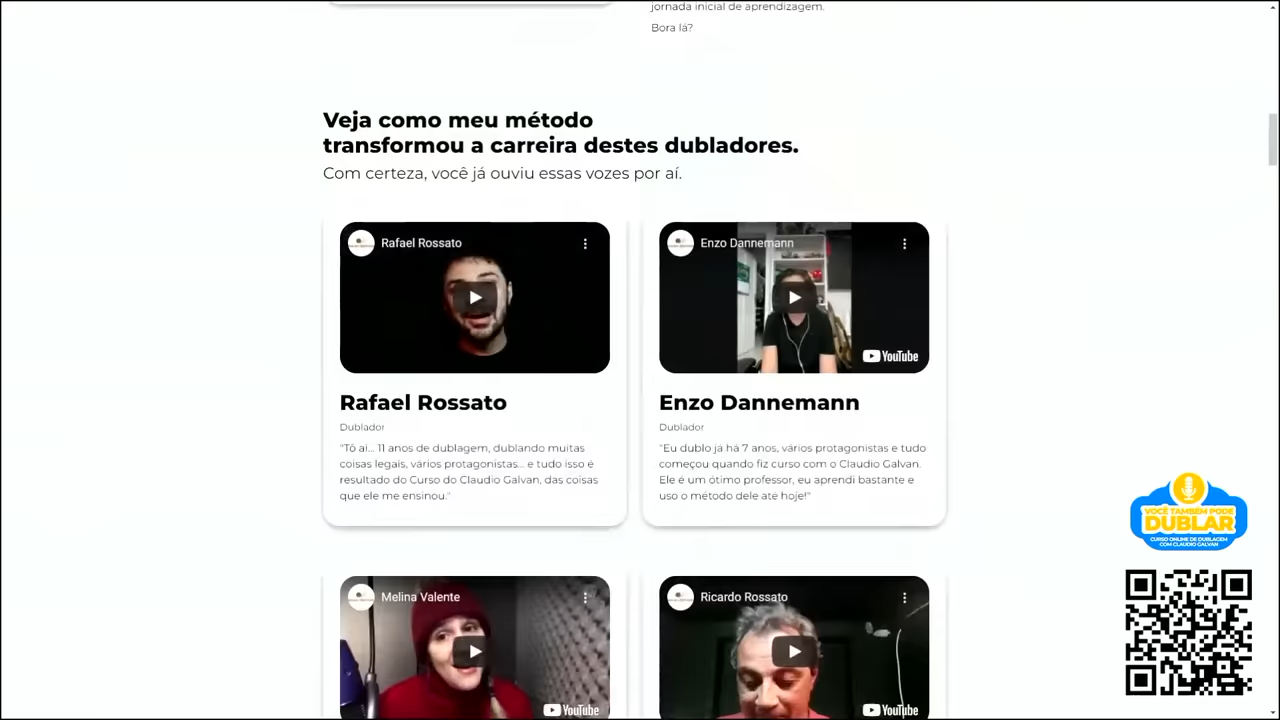 jornada inicial de aprendizagem.
Bora lá?
Veja como meu método
transformou a carreira destes dubladores.
Com certeza, você já ouviu essas vozes por aí.
Rafael Rossato
Enzo Dannemann
YouTube
Rafael Rossato
Dublador
"Tô aí... 11 anos de dublagem, dublando muitas
coisas legais, vários protagonistas... e tudo isso é
resultado do Curso do Claudio Galvan, das coisas
que ele me ensinou."
Enzo Dannemann
Dublador
"Eu dublo já há 7 anos, vários protagonistas e tudo
começou quando fiz curso com o Claudio Galvan.
Ele é um ótimo professor, eu aprendi bastante e
uso o método dele ate hoje!"
VOCÊ TAMBÉM PODE
DUBLAR
CURSO ONLINE DE DUBLAGEM
COM CLAUDIO GALVAN
Melina Valente
YouTube
Ricardo Rossato
YouTube